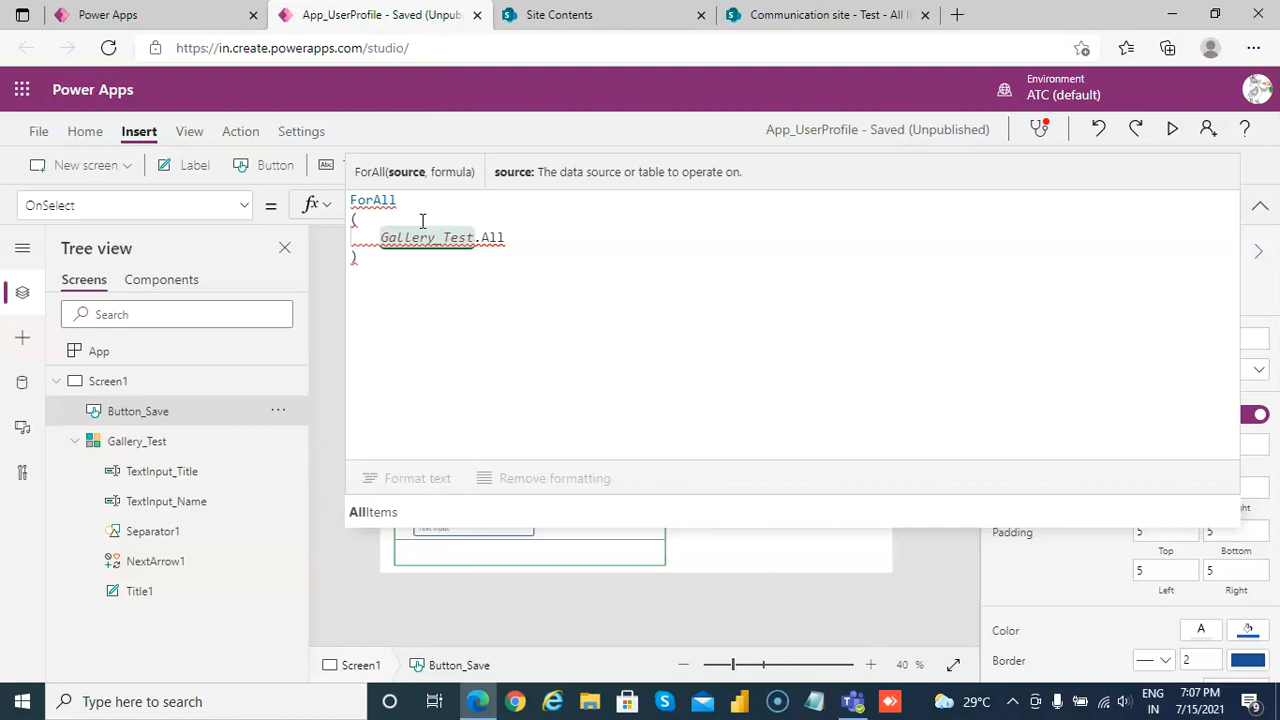 Power Apps
App_UserProfile - Saved (Unpub
Site Contents
Communication site - Test - All I
https://in.create.powerapps.com/studio/
Power Apps
Environment
ATC (default)
File
Home
Insert
View
Action
Settings
App_UserProfile - Saved (Unpublished)
New screen
Label
Button
Abc
ForAll(source, formula)
source: The data source or table to operate on.
OnSelect
=
fx
ForAll
(
Gallery_Test.All
)
Tree view
Screens
Components
Search
App
Screen1
Button_Save
Gallery_Test
TextInput_Title
TextInput_Name
Separator1
NextArrow1
Title1
Format text
Remove formatting
AllItems
Text input
Padding
5
5
Top
Bottom
5
5
Left
Right
Color
A
Border
2
Screen1
Button_Save
40 %
Type here to search
29°C
ENG
IN
7:07 PM
7/15/2021
9